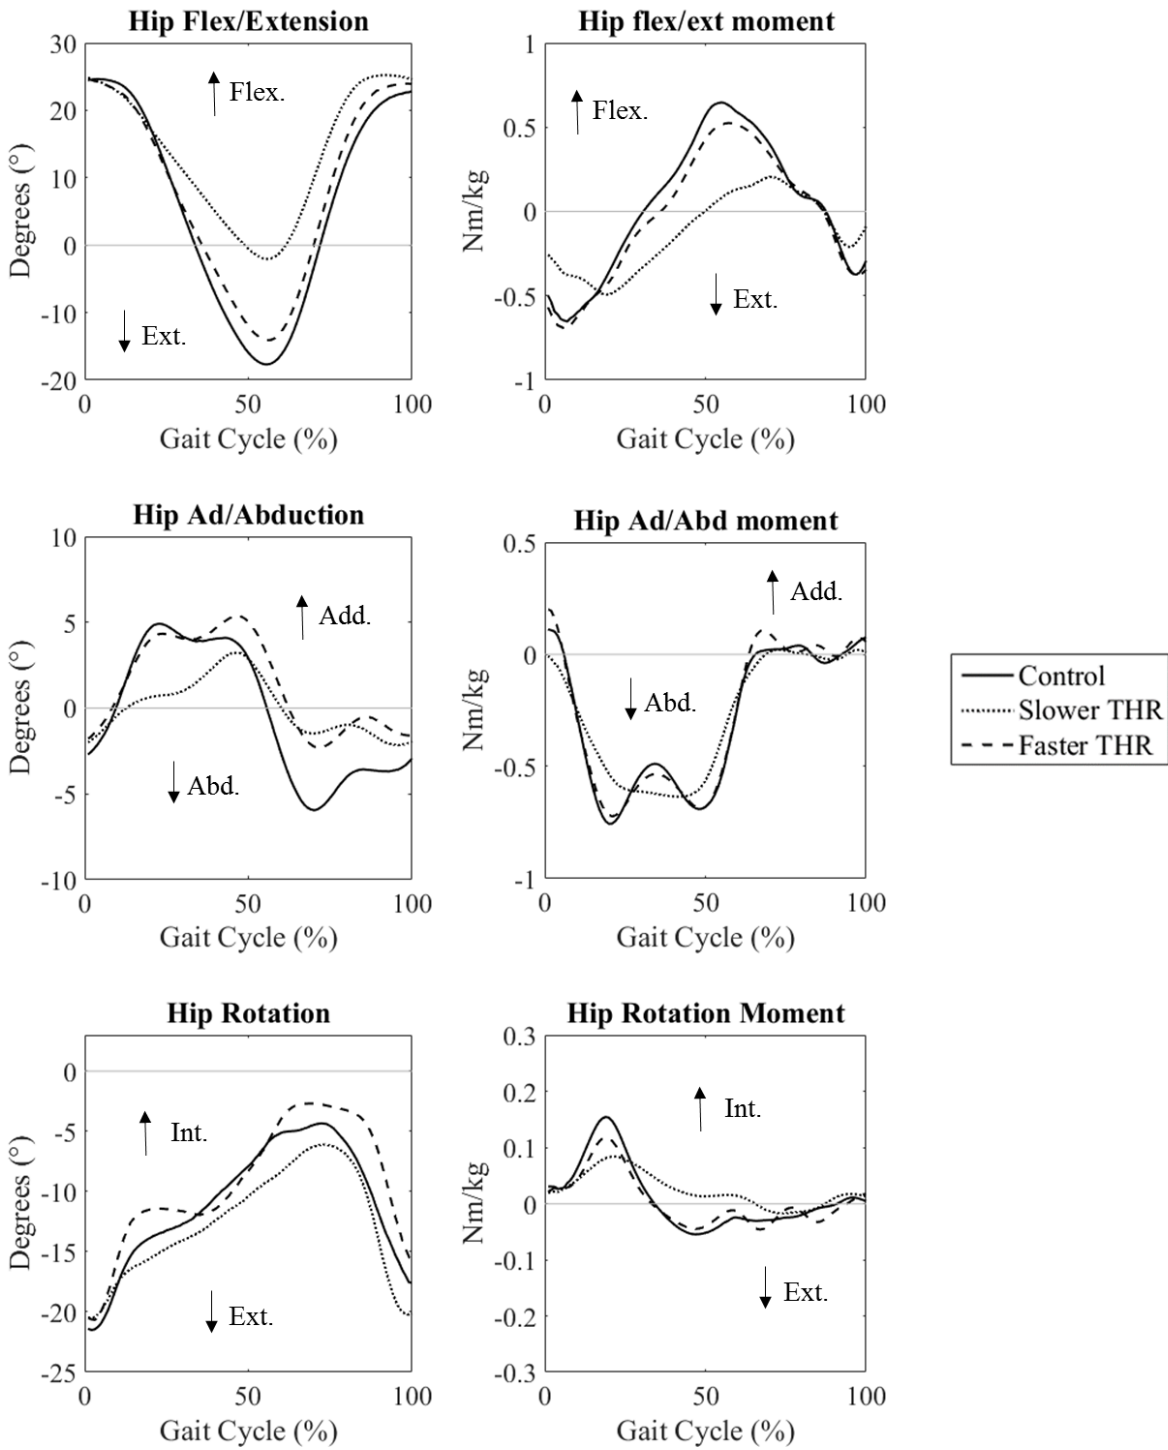 Hip Flex/Extension
30
20
10
0
-10
-20
Degrees (°)
Flex.
Ext.
0
50
100
Gait Cycle (%)
Hip flex/ext moment
1
0.5
0
-0.5
-1
Nm/kg
Flex.
Ext.
0
50
100
Gait Cycle (%)
Hip Ad/Abduction
10
5
0
-5
-10
Degrees (°)
Add.
Abd.
0
50
100
Gait Cycle (%)
Hip Ad/Abd moment
0.5
0
-0.5
-1
Nm/kg
Add.
Abd.
0
50
100
Gait Cycle (%)
Control
Slower THR
Faster THR
Hip Rotation
0
-5
-10
-15
-20
-25
Degrees (°)
Int.
Ext.
0
50
100
Gait Cycle (%)
Hip Rotation Moment
0.3
0.2
0.1
0
-0.1
-0.2
-0.3
Nm/kg
Int.
Ext.
0
50
100
Gait Cycle (%)